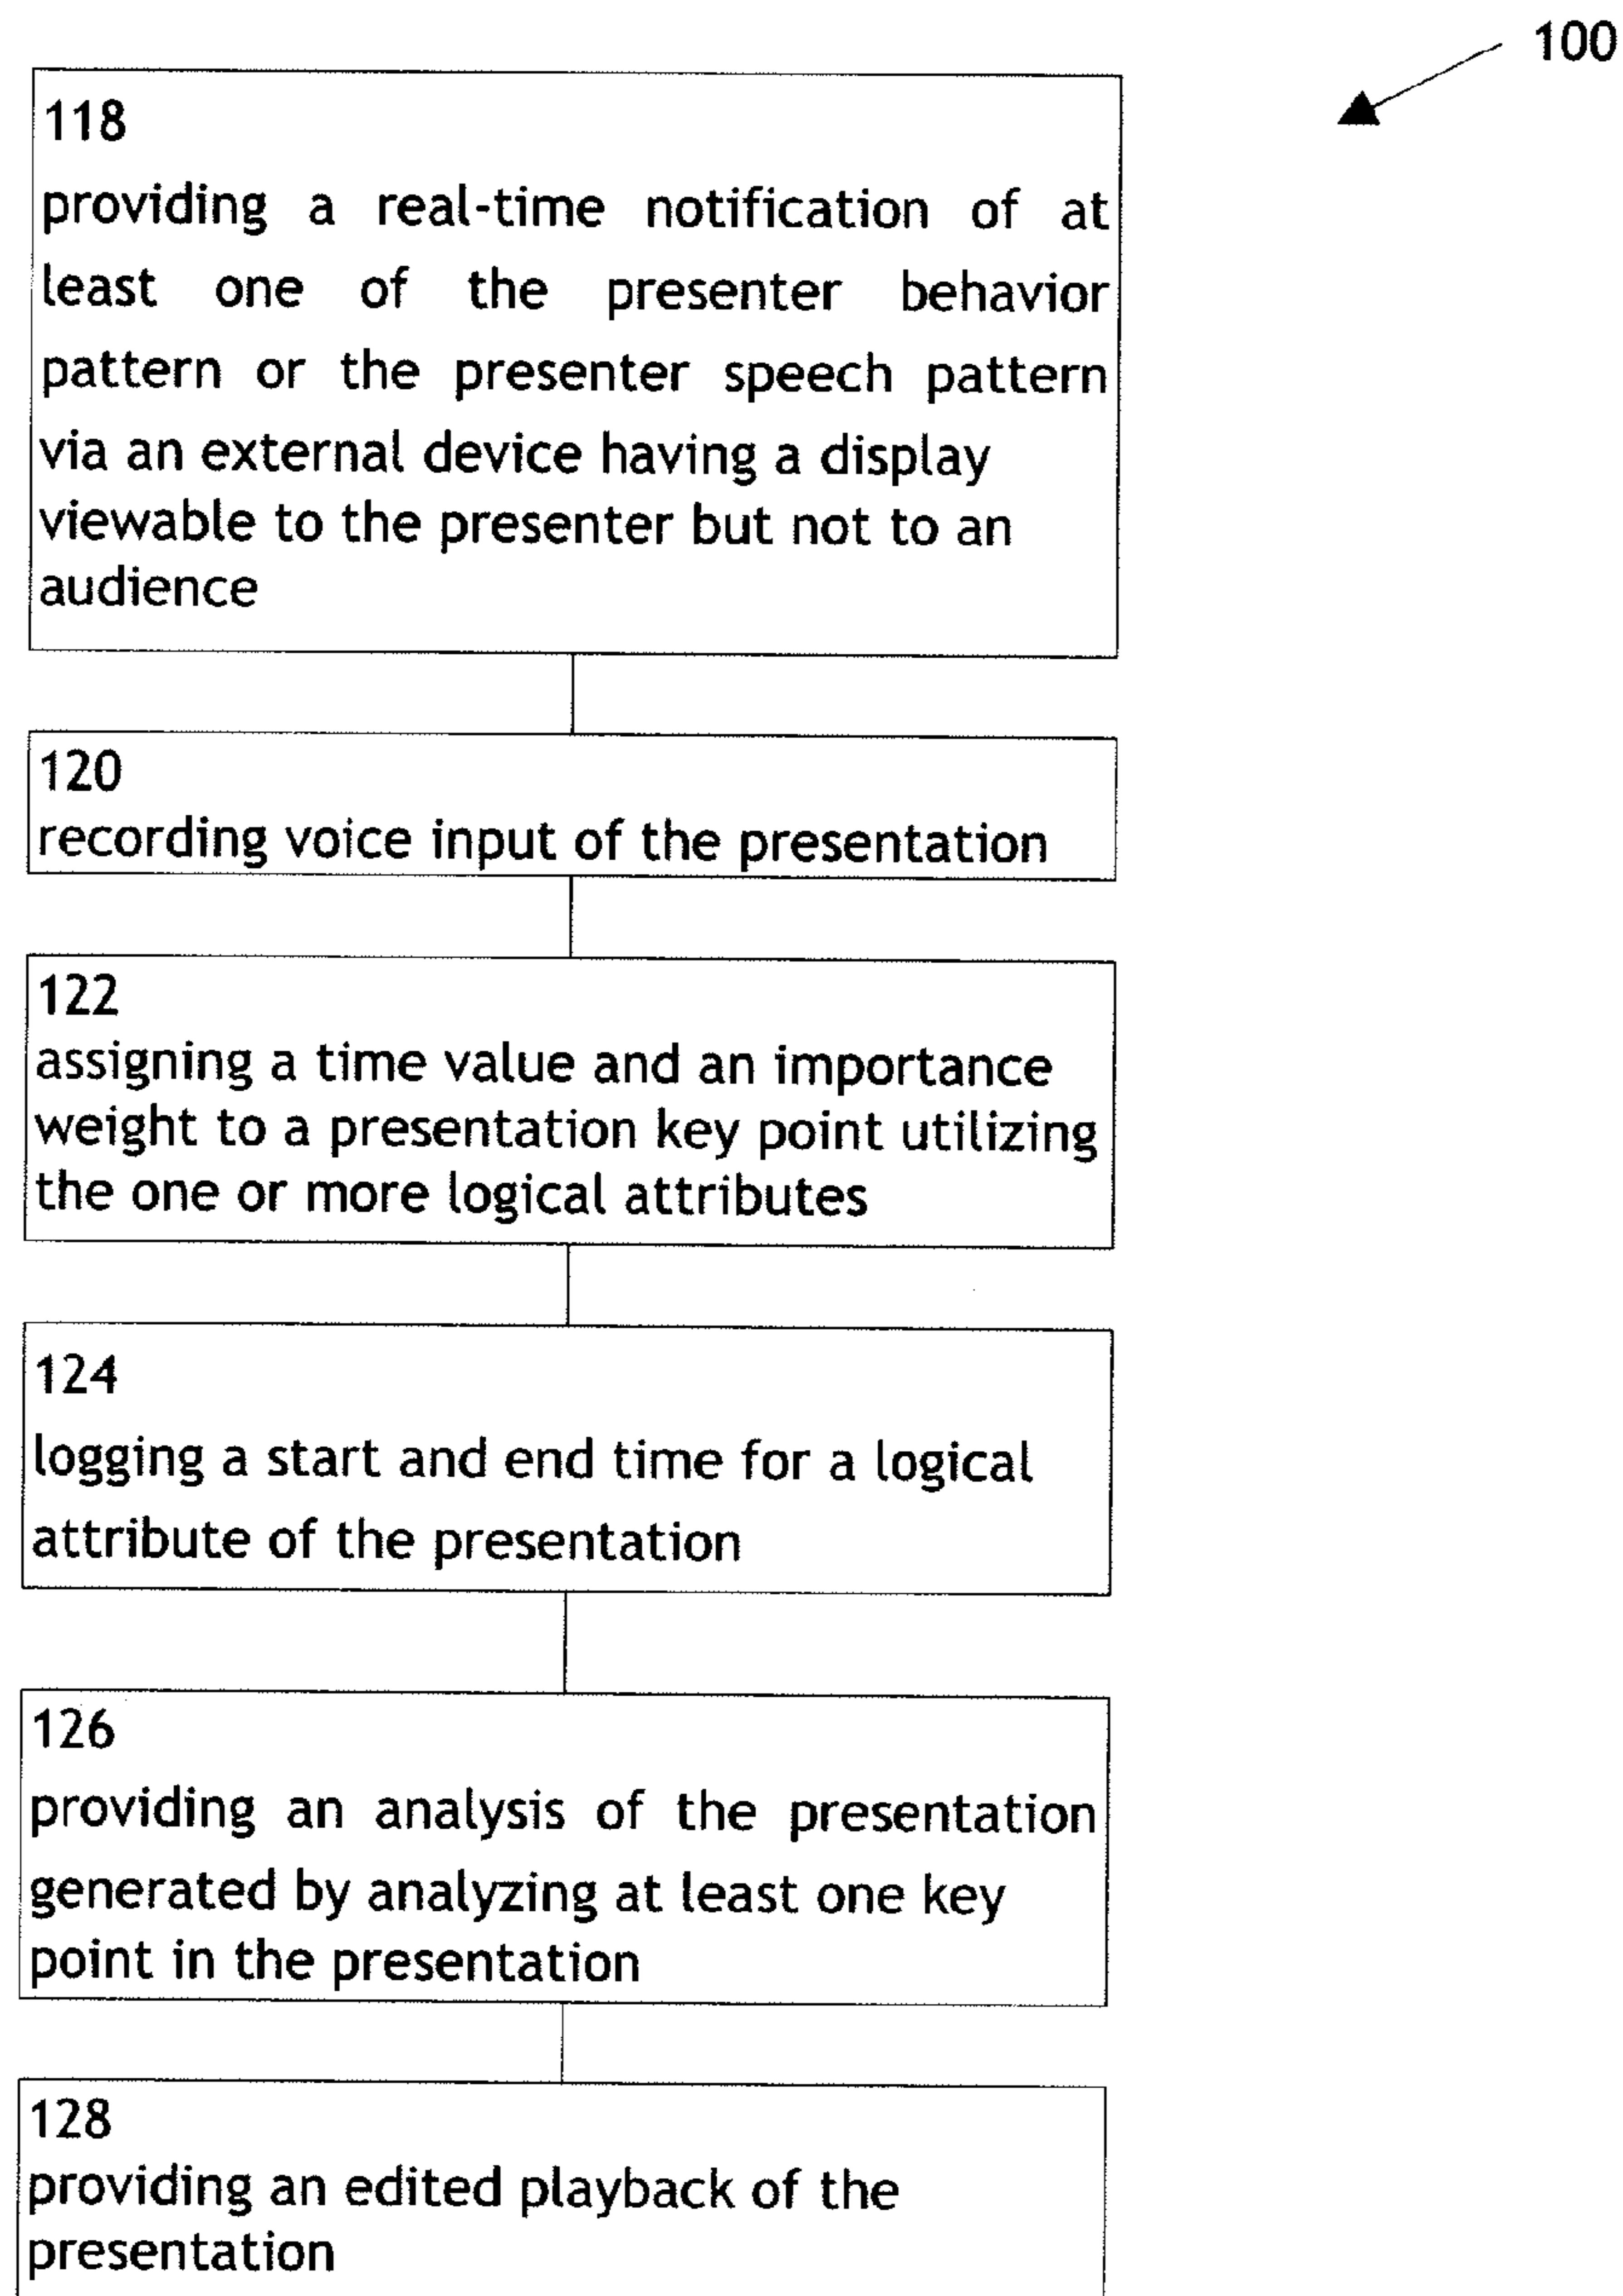 100
118
providing a real-time notification of at
least one of the presenter behavior
pattern or the presenter speech pattern
via an external device having a display
viewable to the presenter but not to an
audience
120
recording voice input of the presentation
122
assigning a time value and an importance
weight to a presentation key point utilizing
the one or more logical attributes
124
logging a start and end time for a logical
attribute of the presentation
126
providing an analysis of the presentation
generated by analyzing at least one key
point in the presentation
128
providing an edited playback of the
presentation